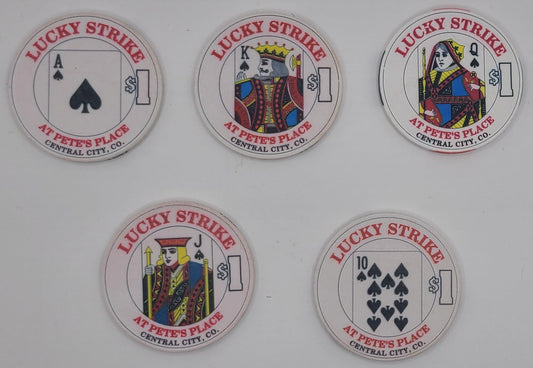 LUCKY STRIKE
A
$1
AT PETE'S PLACE
CENTRAL CITY, CO.
LUCKY STRIKE
K
$1
AT PETE'S PLACE
CENTRAL CITY, CO.
LUCKY STRIKE
Q
$1
AT PETE'S PLACE
CENTRAL CITY, CO.
LUCKY STRIKE
J
$1
AT PETE'S PLACE
CENTRAL CITY, CO.
LUCKY STRIKE
10
$1
AT PETE'S PLACE
CENTRAL CITY, CO.